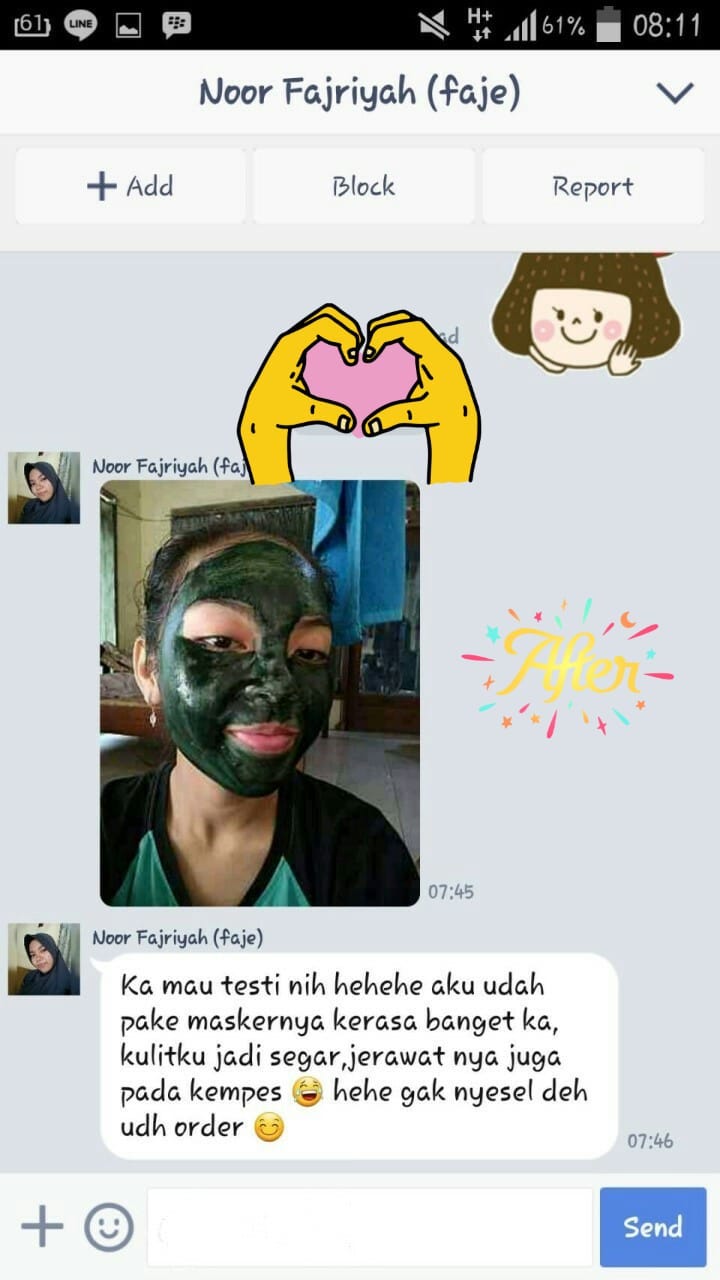 61
LINE
H+
61%
08:11
Noor Fajriyah (faje)
+ Add
Block
Report
Noor Fajriyah (faj
After
07:45
Noor Fajriyah (faje)
Ka mau testi nih hehehe aku udah
pake maskernya kerasa banget ka,
kulitku jadi segar,jerawat nya juga
pada kempes 😂 hehe gak nyesel deh
udh order 😊
07:46
Send